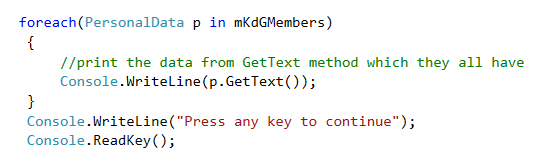 foreach(PersonalData p in mKdGMembers)
{
//print the data from GetText method which they all have
Console.WriteLine(p.GetText());
}
Console.WriteLine("Press any key to continue");
Console.ReadKey();